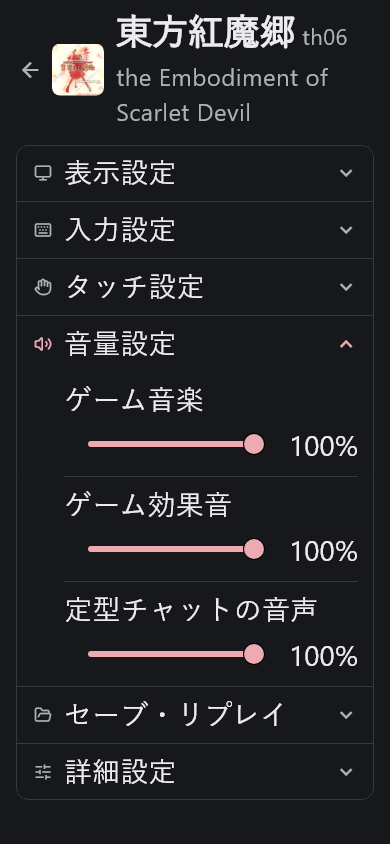 東方紅魔郷 th06
the Embodiment of
Scarlet Devil
表示設定
入力設定
タッチ設定
音量設定
ゲーム音楽
100%
ゲーム効果音
100%
定型チャットの音声
100%
セーブ・リプレイ
詳細設定